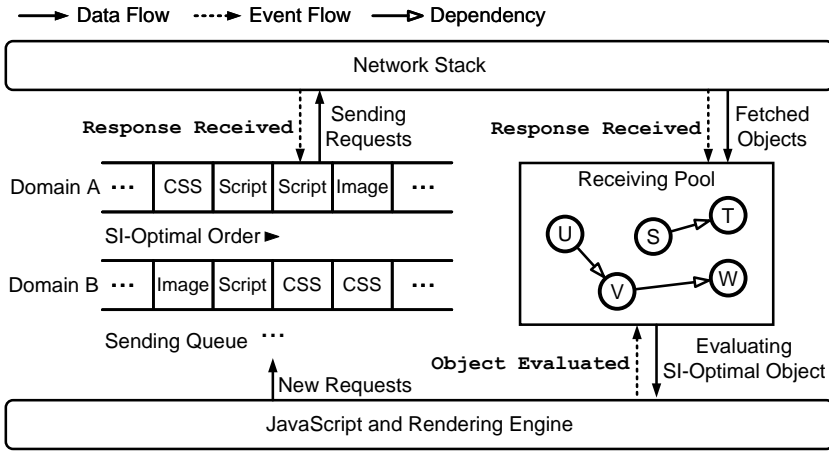 Data Flow Event Flow Dependency
Network Stack
Response Received
Sending
Requests
Response Received
Fetched
Objects
Domain A ··· CSS Script Script Image ···
SI-Optimal Order
Domain B ··· Image Script CSS CSS ···
Sending Queue ···
New Requests
Receiving Pool
U
S
T
V
W
Object Evaluated
Evaluating
SI-Optimal Object
JavaScript and Rendering Engine